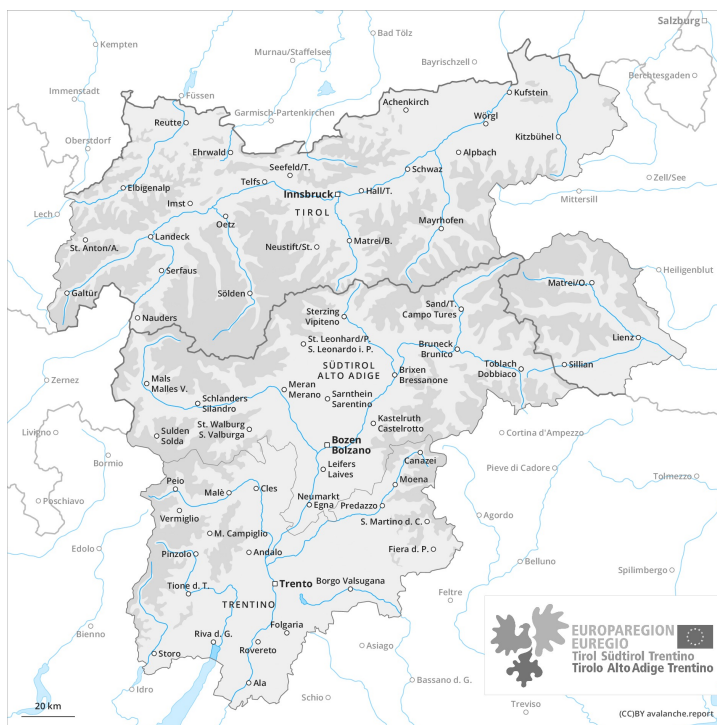 Salzburg
Kempten
Bad Tölz
Murnau/Staffelsee
Bayrischzell
Berchtesgaden
Immenstadt
Füssen
Kufstein
Achenkirch
Garmisch-Partenkirchen
Reutte
Wörgl
Oberstdorf
Kitzbühel
Ehrwald
Alpbach
Seefeld/T.
Schwaz
Telfs
Zell/See
Elbigenalp
Innsbruck
Hall/T.
Mittersill
Imst
TIROL
Lech
Oetz
Mayrhofen
St. Anton/A.
Landeck
Neustift/St.
Matrei/B.
Serfaus
Heiligenblut
Matrei/O.
Galtür
Sölden
Sand/T.
Campo Tures
Nauders
Sterzing
Vipiteno
Lienz
St. Leonhard/P.
S. Leonardo i. P.
Bruneck
Brunico
SÜDTIROL
ALTO ADIGE
Toblach
Dobbiaco
Sillian
Brixen
Bressanone
Zernez
Mals
Malles V.
Meran
Merano
Schlanders
Silandro
Sarnthein
Sarentino
St. Walburg
S. Valburga
Kastelruth
Castelrotto
Livigno
Sulden
Solda
Cortina d'Ampezzo
Bozen
Bolzano
Bormio
Canazei
Leifers
Laives
Pieve di Cadore
Tolmezzo
Peio
Moena
Malè
Cles
Poschiavo
Neumarkt
Egna
Predazzo
Vermiglio
Agordo
S. Martino d. C.
M. Campiglio
Edolo
Pinzolo
Andalo
Fiera d. P.
Belluno
Spilimbergo
Tione d. T.
Trento
Borgo Valsugana
Feltre
TRENTINO
Bienno
Folgaria
Riva d. G.
Rovereto
Asiago
Storo
Idro
Ala
Schio
Bassano d. G.
Treviso
EUROPAREGION
EUREGIO
Tirol Südtirol Trentino
Tirolo Alto Adige Trentino
20 km
(CC)BY avalanche.report